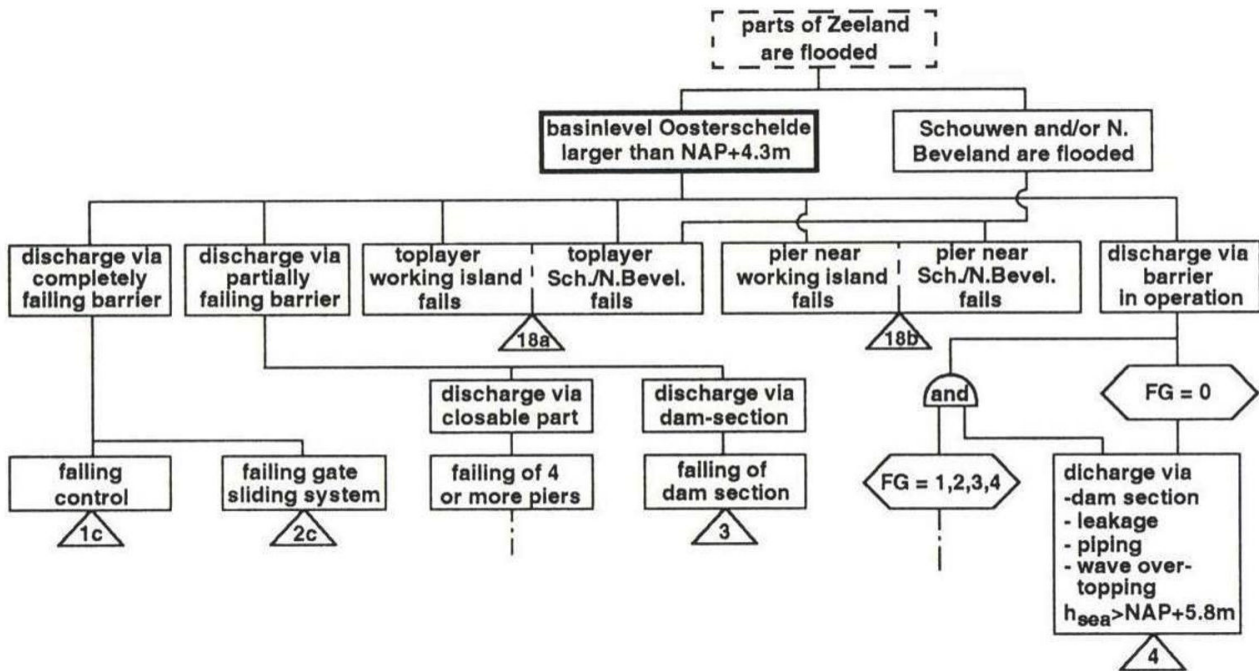 parts of Zeeland
are flooded
basinlevel Oosterschelde
larger than NAP+4.3m
Schouwen and/or N.
Beveland are flooded
discharge via
completely
failing barrier
discharge via
partially
failing barrier
toplayer
working island
fails
toplayer
Sch./N.Bevel.
fails
pier near
working island
fails
pier near
Sch./N.Bevel.
fails
discharge via
barrier
in operation
18a
18b
discharge via
closable part
discharge via
dam-section
and
FG = 0
failing
control
failing gate
sliding system
failing of 4
or more piers
failing of
dam section
FG = 1,2,3,4
dicharge via
-dam section
- leakage
- piping
- wave over-
topping
hsea>NAP+5.8m
1c
2c
3
4